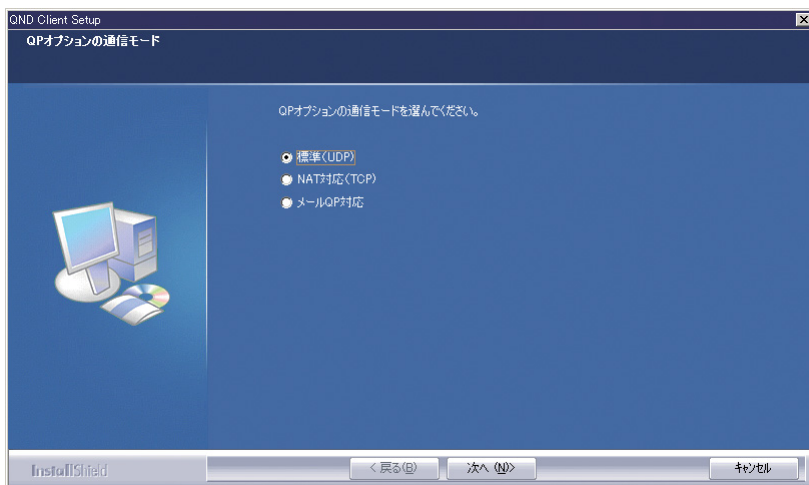 QND Client Setup
QPオプションの通信モード
QPオプションの通信モードを選んでください。
標準(UDP)
NAT対応(TCP)
メールQP対応
InstallShield
< 戻る(B)
次へ (N)>
キャンセル